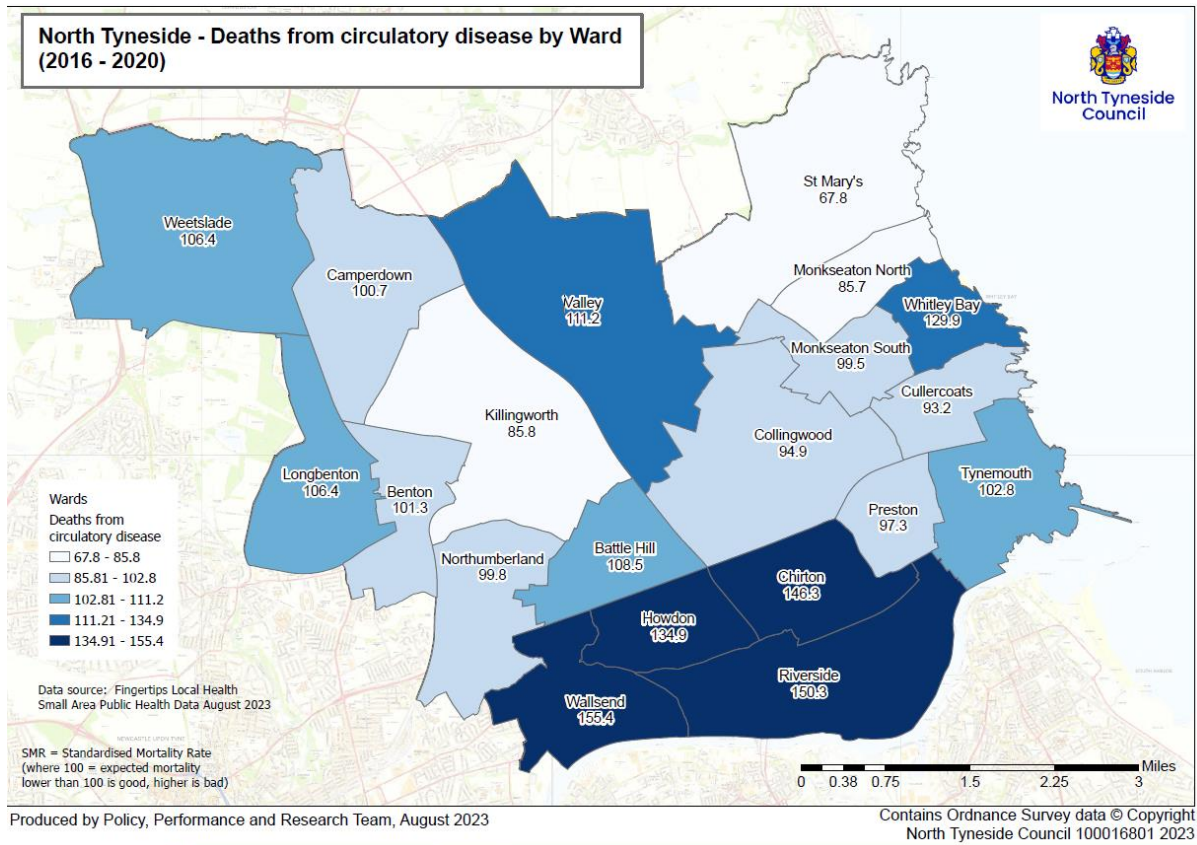 North Tyneside - Deaths from circulatory disease by Ward
(2016 - 2020)
North Tyneside
Council
St Mary's
67.8
Weetslade
106.4
Camperdown
100.7
Monkseaton North
85.7
Valley
111.2
Whitley Bay
129.9
Monkseaton South
99.5
Cullercoats
93.2
Killingworth
85.8
Collingwood
94.9
Longbenton
106.4
Benton
101.3
Tynemouth
102.8
Preston
97.3
Northumberland
99.8
Battle Hill
108.5
Chirton
146.3
Howdon
134.9
Riverside
150.3
Wallsend
155.4
Wards
Deaths from
circulatory disease
67.8 - 85.8
85.81 - 102.8
102.81 - 111.2
111.21 - 134.9
134.91 - 155.4
Data source: Fingertips Local Health
Small Area Public Health Data August 2023
SMR = Standardised Mortality Rate
(where 100 = expected mortality
lower than 100 is good, higher is bad)
Miles
0 0.38 0.75 1.5 2.25 3
Produced by Policy, Performance and Research Team, August 2023
Contains Ordnance Survey data © Copyright
North Tyneside Council 100016801 2023